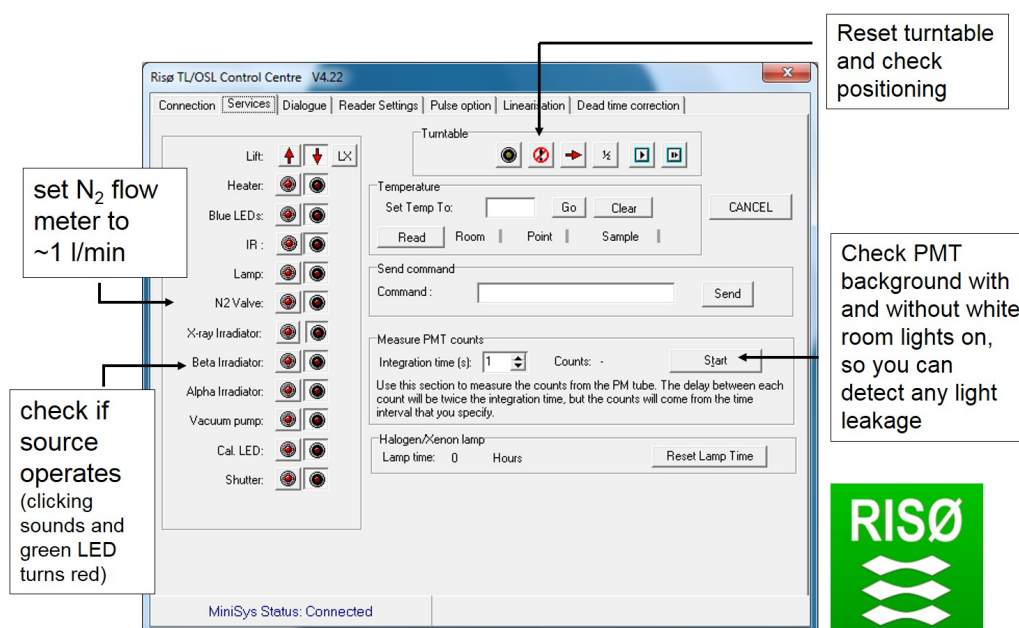 Reset turntable
and check
positioning
Risø TL/OSL Control Centre V4.22
Connection Services Dialogue Reader Settings Pulse option Linearisation Dead time correction
Turntable
½
Lift:
LX
Heater:
Blue LEDs:
IR :
Lamp:
N2 Valve:
X-ray Irradiator:
Beta Irradiator:
Alpha Irradiator:
Vacuum pump:
Cal. LED:
Shutter:
Temperature
Set Temp To:
Go
Clear
Read
Room
Point
Sample
CANCEL
Send command
Command :
Send
Measure PMT counts
Integration time (s):
1
Counts: -
Start
Use this section to measure the counts from the PM tube. The delay between each
count will be twice the integration time, but the counts will come from the time
interval that you specify.
Halogen/Xenon lamp
Lamp time: 0 Hours
Reset Lamp Time
MiniSys Status: Connected
set N₂ flow
meter to
~1 l/min
check if
source
operates
(clicking
sounds and
green LED
turns red)
Check PMT
background with
and without white
room lights on,
so you can
detect any light
leakage
RISØ